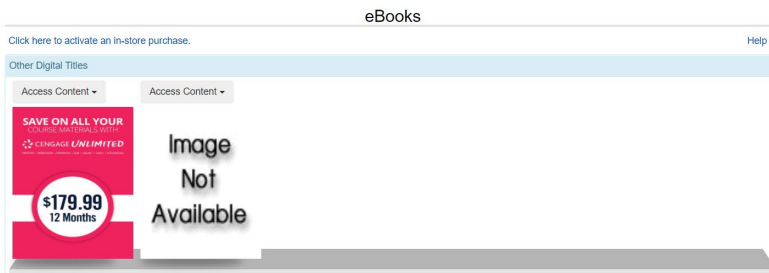 eBooks
Click here to activate an in-store purchase.
Help
Other Digital Titles
Access Content
Access Content
SAVE ON ALL YOUR
COURSE MATERIALS WITH
CENGAGE UNLIMITED
$179.99
12 Months
Image
Not
Available